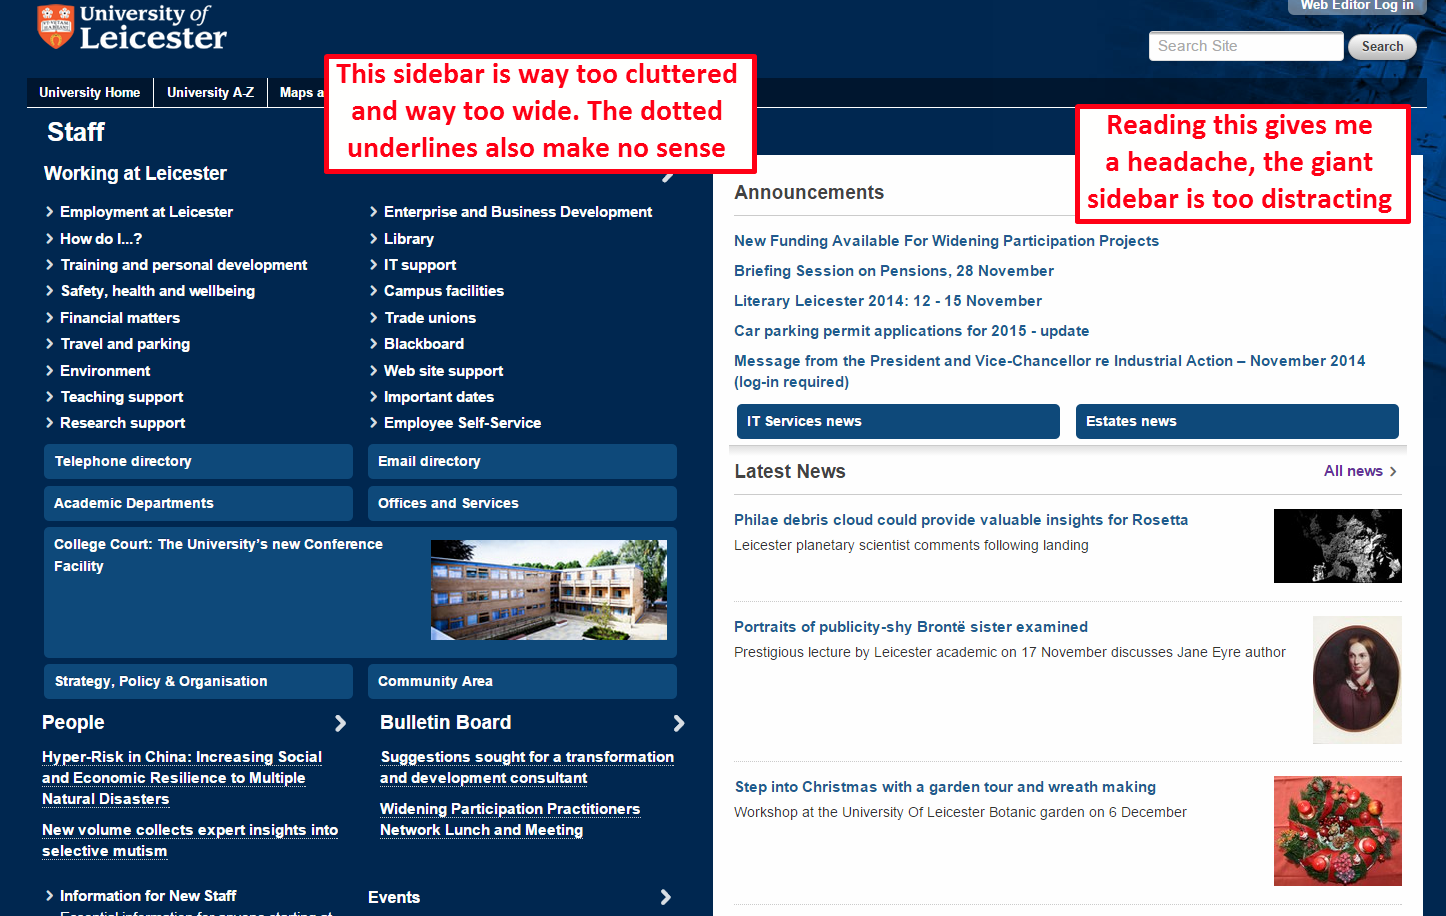 University of
Leicester
Web Editor Log in
Search Site
Search
University Home
University A-Z
Maps a
This sidebar is way too cluttered
and way too wide. The dotted
underlines also make no sense
Reading this gives me
a headache, the giant
sidebar is too distracting
Staff
Working at Leicester
Employment at Leicester
How do I...?
Training and personal development
Safety, health and wellbeing
Financial matters
Travel and parking
Environment
Teaching support
Research support
Enterprise and Business Development
Library
IT support
Campus facilities
Trade unions
Blackboard
Web site support
Important dates
Employee Self-Service
Telephone directory
Email directory
Academic Departments
Offices and Services
College Court: The University's new Conference
Facility
Strategy, Policy & Organisation
Community Area
People
Hyper-Risk in China: Increasing Social
and Economic Resilience to Multiple
Natural Disasters
New volume collects expert insights into
selective mutism
Bulletin Board
Suggestions sought for a transformation
and development consultant
Widening Participation Practitioners
Network Lunch and Meeting
Information for New Staff
Essential information for anyone starting at
Events
Announcements
New Funding Available For Widening Participation Projects
Briefing Session on Pensions, 28 November
Literary Leicester 2014: 12 - 15 November
Car parking permit applications for 2015 - update
Message from the President and Vice-Chancellor re Industrial Action – November 2014
(log-in required)
IT Services news
Estates news
Latest News
All news
Philae debris cloud could provide valuable insights for Rosetta
Leicester planetary scientist comments following landing
Portraits of publicity-shy Brontë sister examined
Prestigious lecture by Leicester academic on 17 November discusses Jane Eyre author
Step into Christmas with a garden tour and wreath making
Workshop at the University Of Leicester Botanic garden on 6 December